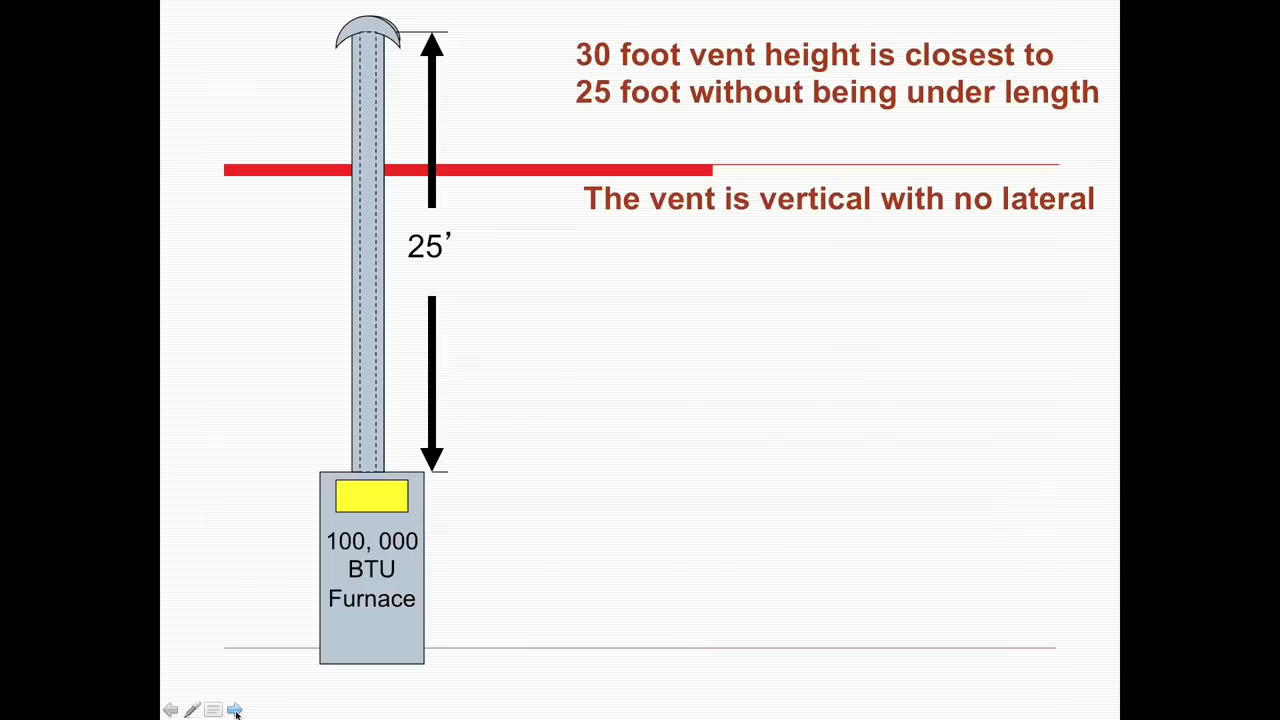 30 foot vent height is closest to
25 foot without being under length
The vent is vertical with no lateral
25’
100, 000
BTU
Furnace